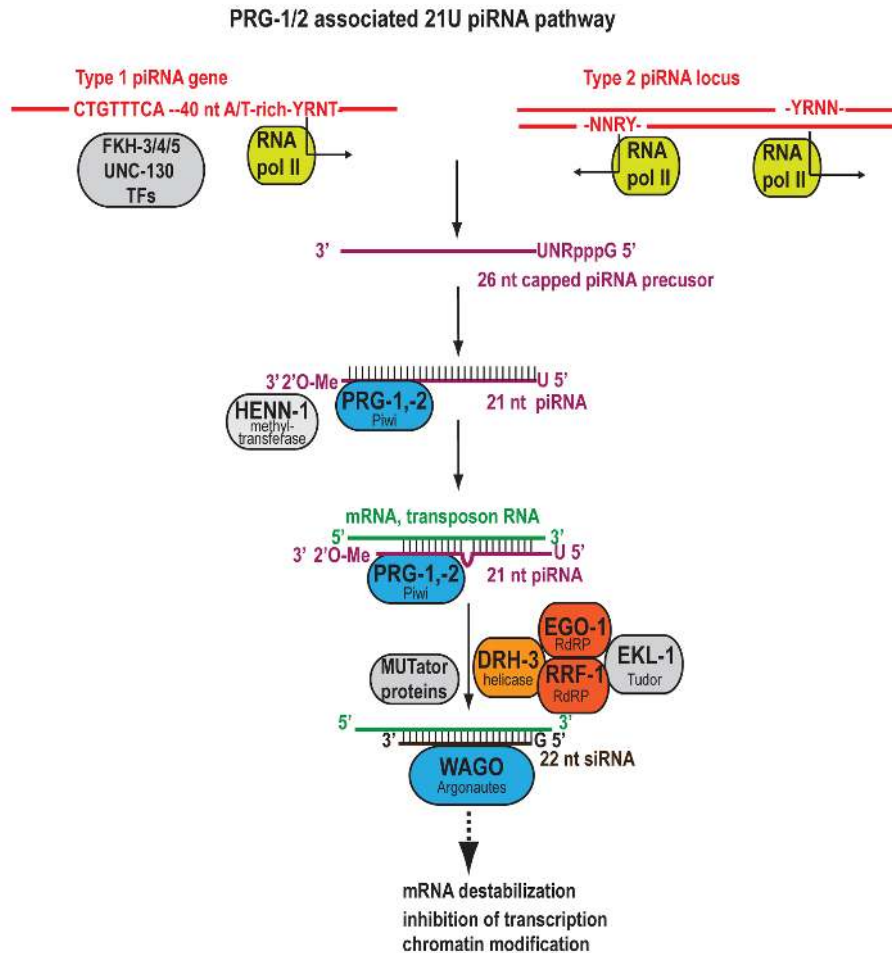 PRG-1/2 associated 21U piRNA pathway
Type 1 piRNA gene
CTGTTTCA --40 nt A/T-rich-YRNT-
FKH-3/4/5
UNC-130
TFs
RNA
pol II
Type 2 piRNA locus
-YRNN-
-NNRY-
RNA
pol II
RNA
pol II
3’
UNRpppG 5’
26 nt capped piRNA precusor
3’ 2’O-Me
U 5’
HENN-1
methyl-
transferase
PRG-1,-2
Piwi
21 nt piRNA
mRNA, transposon RNA
5’
3’
3’ 2’O-Me
U 5’
PRG-1,-2
Piwi
21 nt piRNA
MUTator
proteins
DRH-3
helicase
EGO-1
RdRP
RRF-1
RdRP
EKL-1
Tudor
5’
3’
3’
G 5’
22 nt siRNA
WAGO
Argonautes
mRNA destabilization
inhibition of transcription
chromatin modification